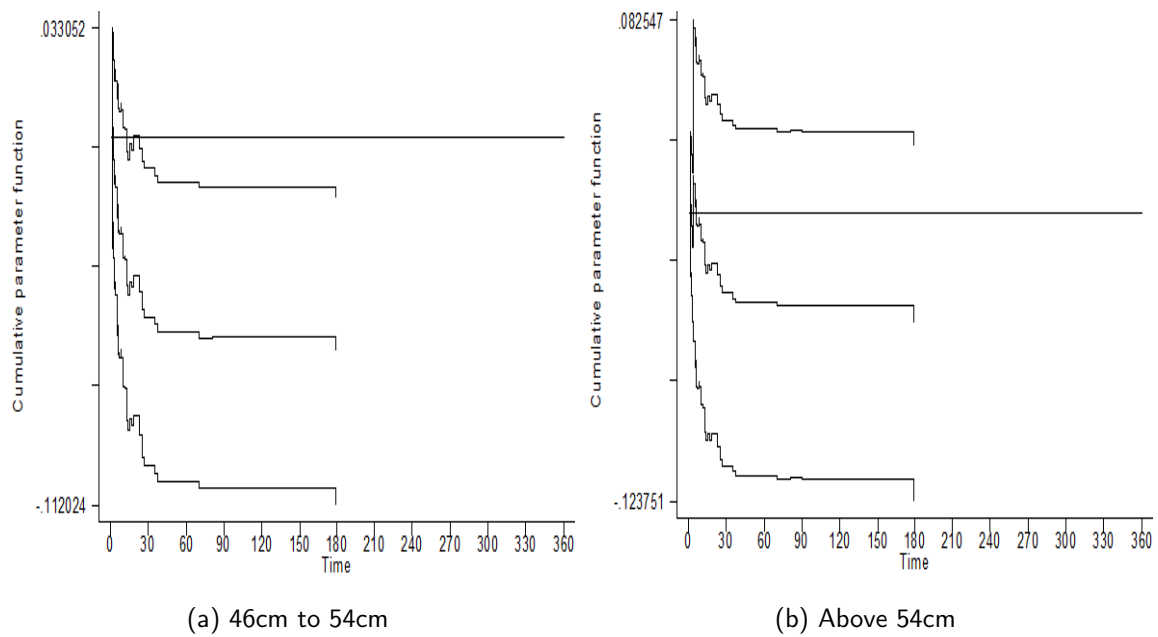 .033052
Cumulative parameter function
-.112024
0 30 60 90 120 150 180 210 240 270 300 330 360
Time
(a) 46cm to 54cm
.082547
Cumulative parameter function
-.123751
0 30 60 90 120 150 180 210 240 270 300 330 360
Time
(b) Above 54cm